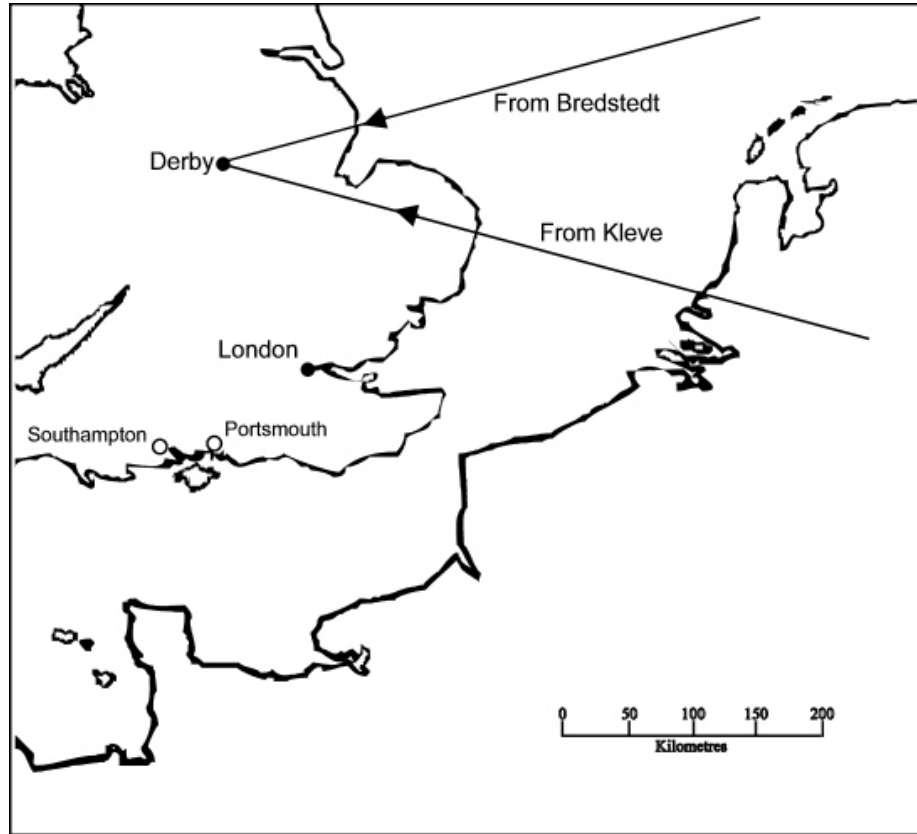 From Bredstedt
Derby
From Kleve
London
Southampton
Portsmouth
0 50 100 150 200
Kilometres